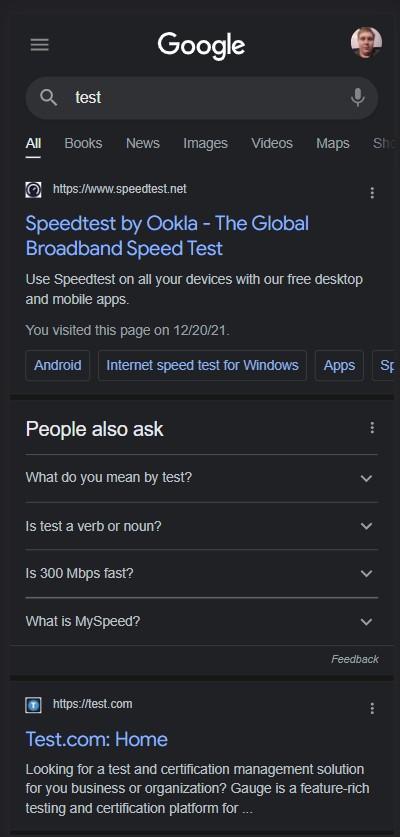 Google
test
All Books News Images Videos Maps Sh
https://www.speedtest.net
Speedtest by Ookla - The Global
Broadband Speed Test
Use Speedtest on all your devices with our free desktop
and mobile apps.
You visited this page on 12/20/21.
Android Internet speed test for Windows Apps Sp
People also ask
What do you mean by test?
Is test a verb or noun?
Is 300 Mbps fast?
What is MySpeed?
Feedback
https://test.com
Test.com: Home
Looking for a test and certification management solution
for you business or organization? Gauge is a feature-rich
testing and certification platform for ...